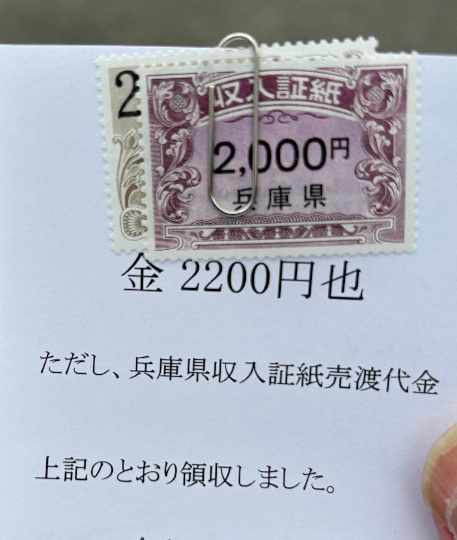 2
収入証紙
2,000円
兵庫県
金 2200円也
ただし、兵庫県収入証紙売渡代金
上記のとおり領収しました。